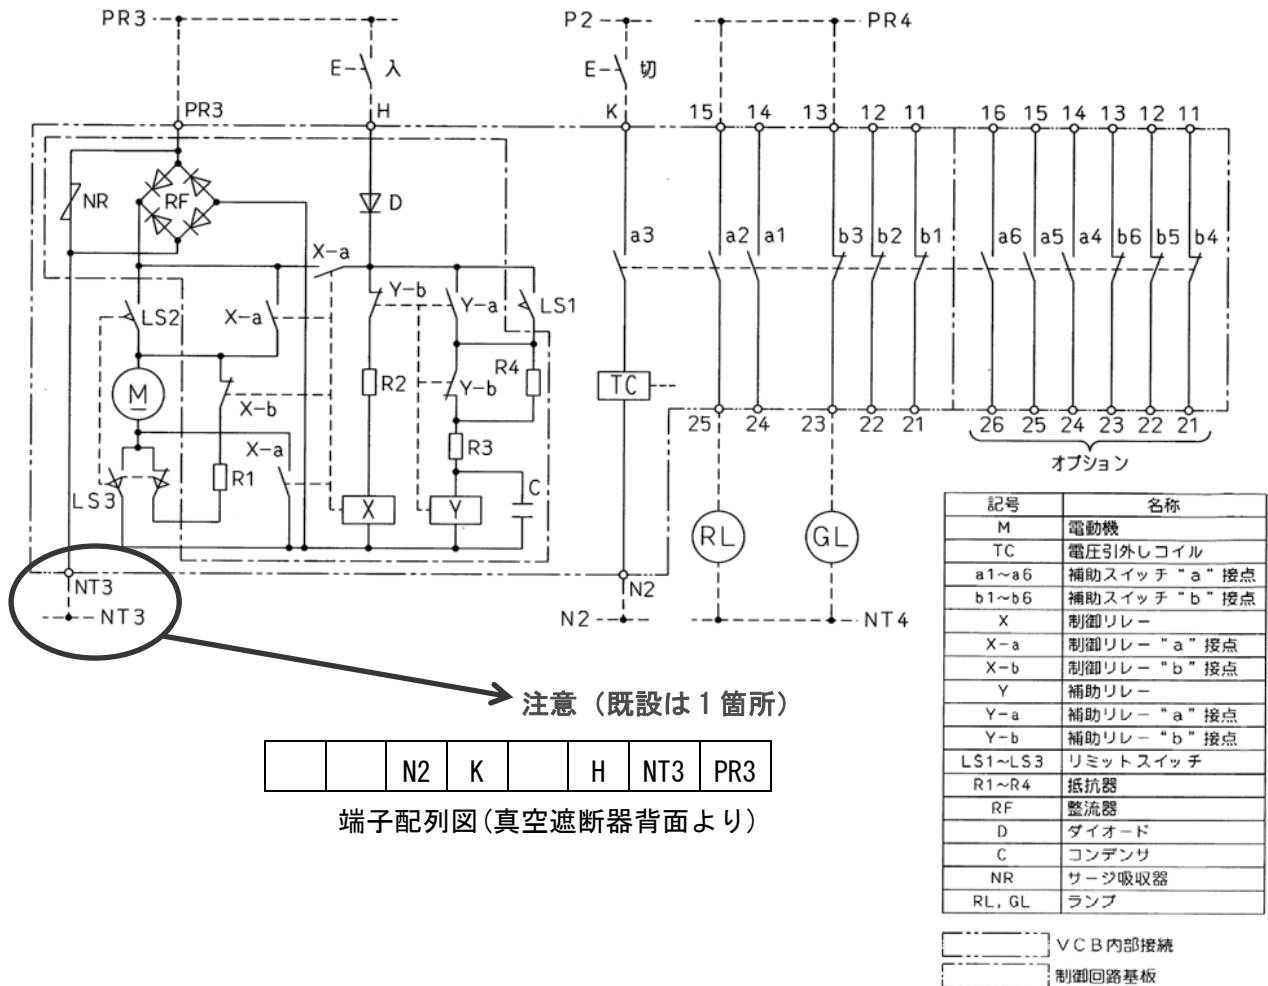 PR3
P2
PR4
E 入
E 切
PR3
H
K
15 14 13 12 11
16 15 14 13 12 11
NR
RF
D
a3
a2 a1
b3 b2 b1
a6 a5 a4 b6 b5 b4
X-a
Y-b
Y-a
LS1
LS2
X-a
R4
M
R2
Y-b
TC
X-b
25 24 23 22 21
26 25 24 23 22 21
オプション
X-a
R3
R1
LS3
C
X
Y
RL
GL
NT3
N2
NT3
N2
NT4
注意（既設は１箇所）
N2 K H NT3 PR3
端子配列図(真空遮断器背面より)
記号 名称
M 電動機
TC 電圧引外しコイル
a1~a6 補助スイッチ“a”接点
b1~b6 補助スイッチ“b”接点
X 制御リレー
X-a 制御リレー“a”接点
X-b 制御リレー“b”接点
Y 補助リレー
Y-a 補助リレー“a”接点
Y-b 補助リレー“b”接点
LS1~LS3 リミットスイッチ
R1~R4 抵抗器
RF 整流器
D ダイオード
C コンデンサ
NR サージ吸収器
RL, GL ランプ
VCB内部接続
制御回路基板